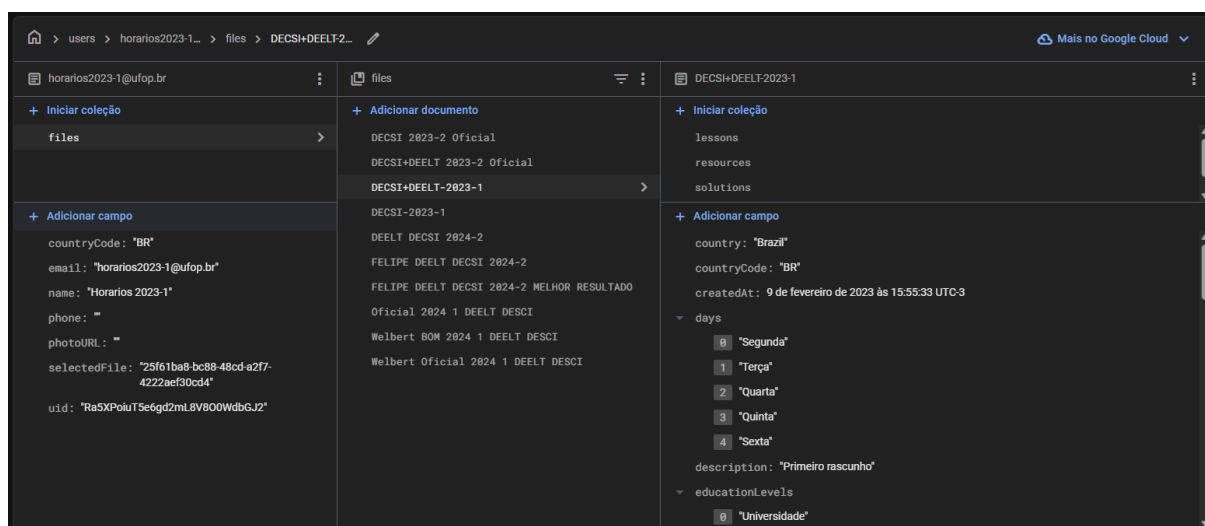 users > horarios2023-1... > files > DECSI+DEELT-2...
Mais no Google Cloud
horarios2023-1@ufop.br
+ Iniciar coleção
files
+ Adicionar campo
countryCode: "BR"
email: "horarios2023-1@ufop.br"
name: "Horarios 2023-1"
phone: ""
photoURL: ""
selectedFile: "25f61ba8-bc88-48cd-a2f7-
4222aef30cd4"
uid: "Ra5XPoiuT5e6gd2mL8V8O0WdbGJ2"
files
+ Adicionar documento
DECSI 2023-2 Oficial
DECSI+DEELT 2023-2 Oficial
DECSI+DEELT-2023-1
DECSI-2023-1
DEELT DECSI 2024-2
FELIPE DEELT DECSI 2024-2
FELIPE DEELT DECSI 2024-2 MELHOR RESULTADO
Oficial 2024 1 DEELT DESCI
Welbert BOM 2024 1 DEELT DESCI
Welbert Oficial 2024 1 DEELT DESCI
DECSI+DEELT-2023-1
+ Iniciar coleção
lessons
resources
solutions
+ Adicionar campo
country: "Brazil"
countryCode: "BR"
createdAt: 9 de fevereiro de 2023 às 15:55:33 UTC-3
days
0 "Segunda"
1 "Terça"
2 "Quarta"
3 "Quinta"
4 "Sexta"
description: "Primeiro rascunho"
educationLevels
0 "Universidade"